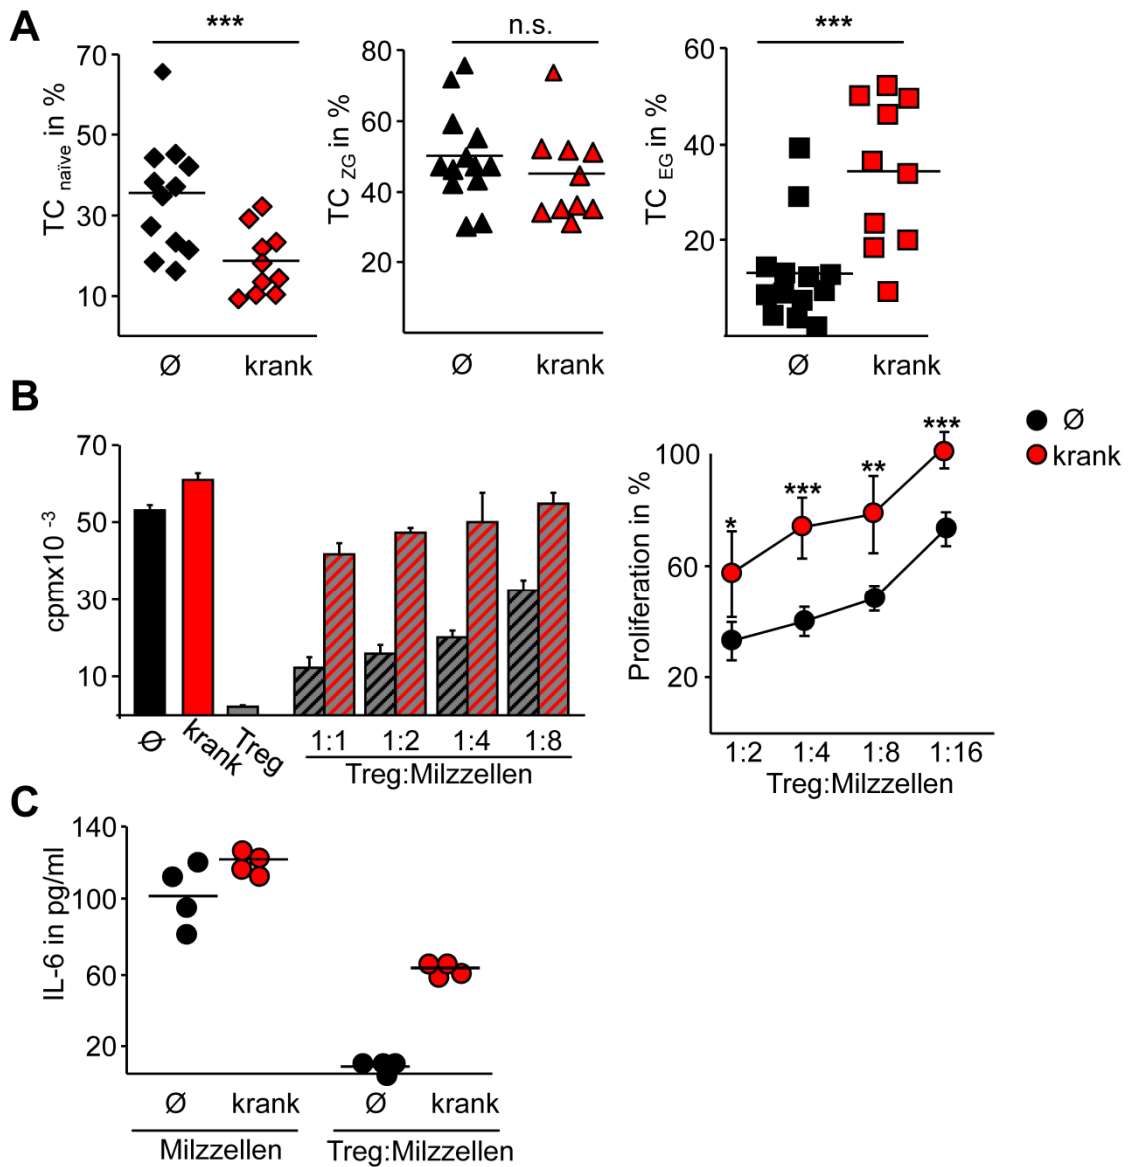 A
*** n.s. ***
TC naïve in %
70
50
30
10
Ø krank
TC ZG in %
80
60
40
20
Ø krank
TC EG in %
60
40
20
Ø krank
B
cpmx10 -3
70
50
30
10
Ø krank Treg 1:1 1:2 1:4 1:8
Treg:Milzzellen
Proliferation in %
100
60
20
* *** ** ***
1:2 1:4 1:8 1:16
Treg:Milzzellen
Ø
krank
C
IL-6 in pg/ml
140
100
60
20
Ø krank Ø krank
Milzzellen Treg:Milzzellen